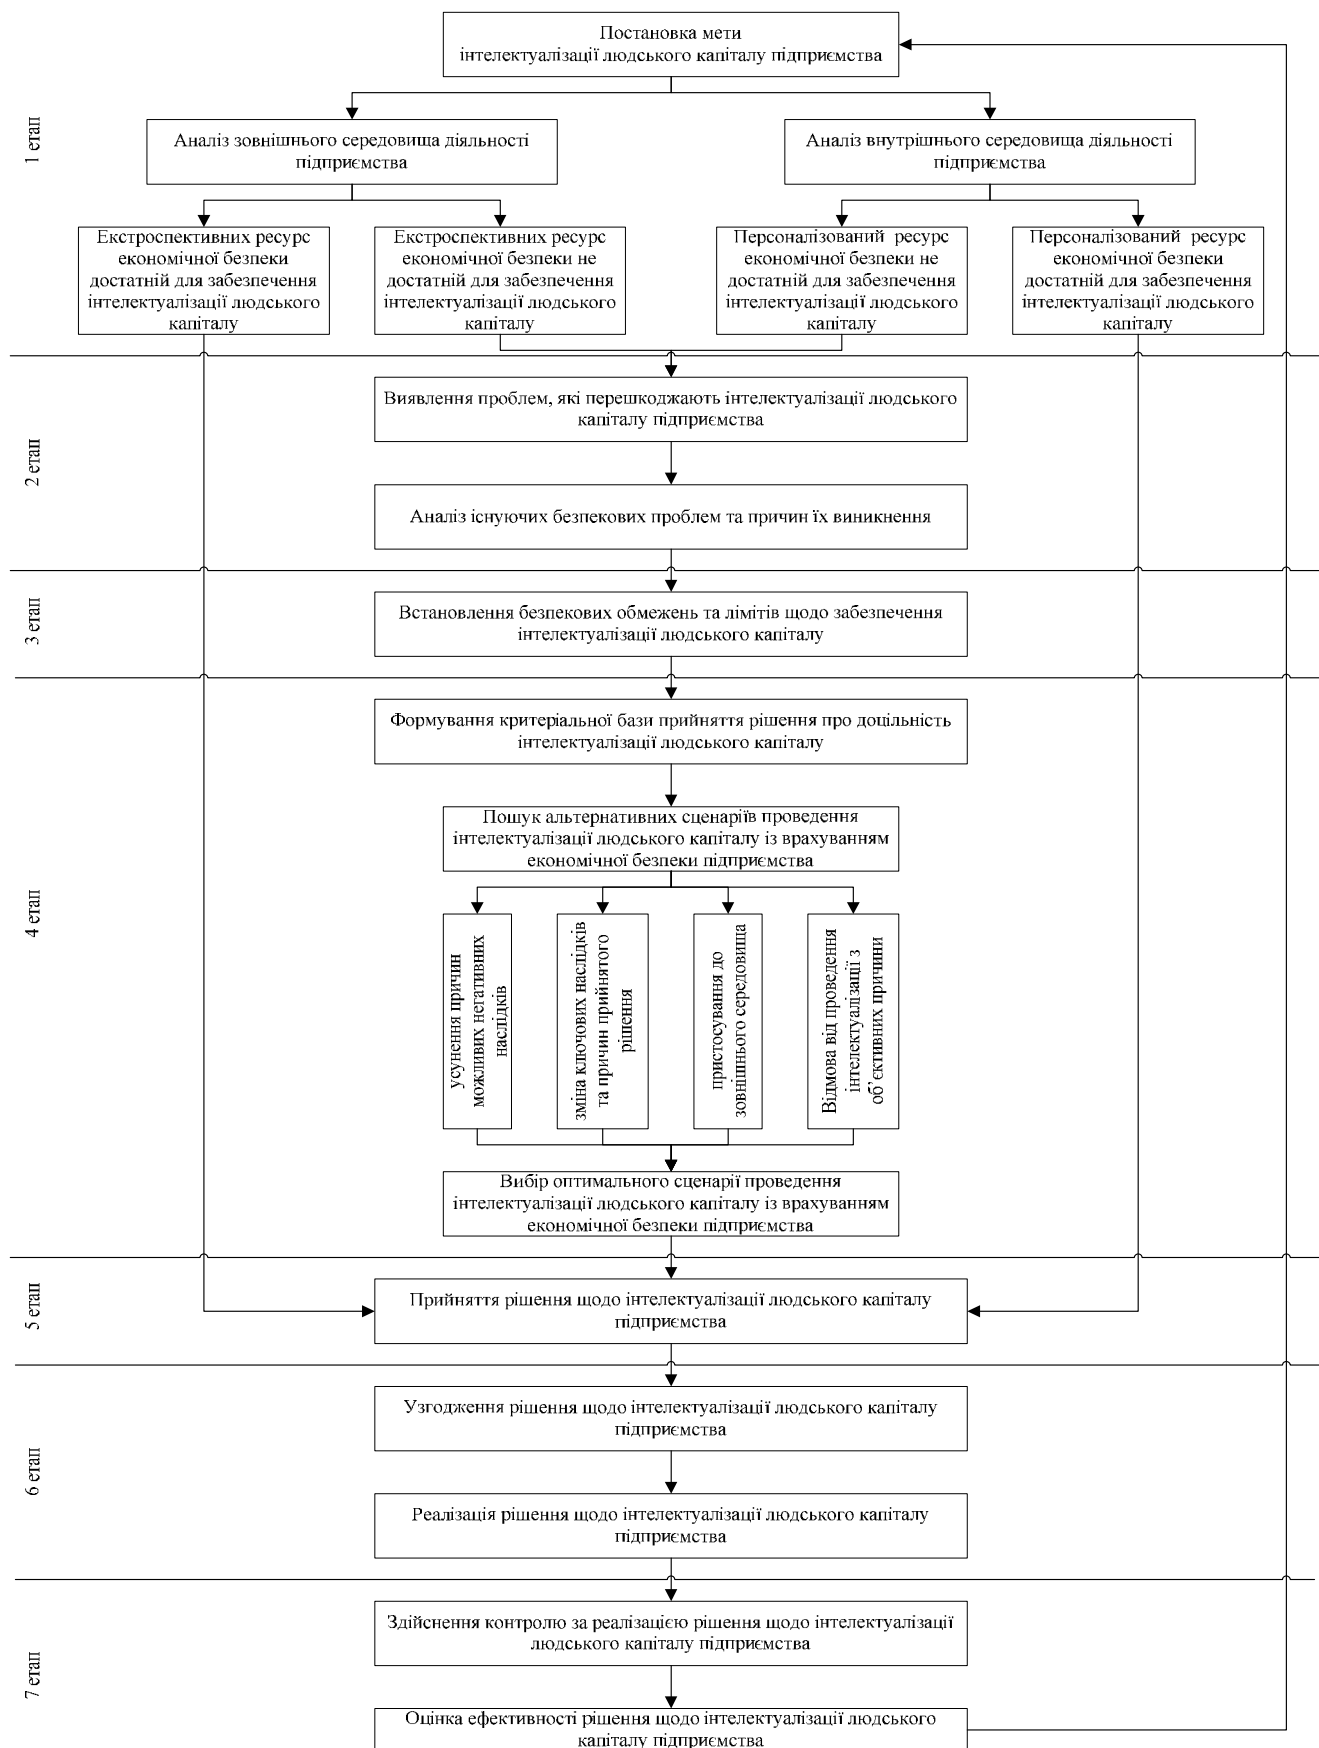 Постановка мети
інтелектуалізації людського капіталу підприємства
1 етап
Аналіз зовнішнього середовища діяльності
підприємства
Аналіз внутрішнього середовища діяльності
підприємства
Екстроспективних ресурс
економічної безпеки
достатній для забезпечення
інтелектуалізації людського
капіталу
Екстроспективних ресурс
економічної безпеки не
достатній для забезпечення
інтелектуалізації людського
капіталу
Персоналізований ресурс
економічної безпеки не
достатній для забезпечення
інтелектуалізації людського
капіталу
Персоналізований ресурс
економічної безпеки
достатній для забезпечення
інтелектуалізації людського
капіталу
2 етап
Виявлення проблем, які перешкоджають інтелектуалізації людського
капіталу підприємства
Аналіз існуючих безпекових проблем та причин їх виникнення
3 етап
Встановлення безпекових обмежень та лімітів щодо забезпечення
інтелектуалізації людського капіталу
4 етап
Формування критеріальної бази прийняття рішення про доцільність
інтелектуалізації людського капіталу
Пошук альтернативних сценаріїв проведення
інтелектуалізації людського капіталу із врахуванням
економічної безпеки підприємства
усунення причин
можливих негативних
наслідків
зміна ключових наслідків
та причин прийнятого
рішення
пристосування до
зовнішнього середовища
Відмова від проведення
інтелектуалізації з
об’єктивних причини
Вибір оптимального сценарії проведення
інтелектуалізації людського капіталу із врахуванням
економічної безпеки підприємства
5 етап
Прийняття рішення щодо інтелектуалізації людського капіталу
підприємства
6 етап
Узгодження рішення щодо інтелектуалізації людського капіталу
підприємства
Реалізація рішення щодо інтелектуалізації людського капіталу
підприємства
7 етап
Здійснення контролю за реалізацією рішення щодо інтелектуалізації
людського капіталу підприємства
Оцінка ефективності рішення щодо інтелектуалізації людського
капіталу підприємства